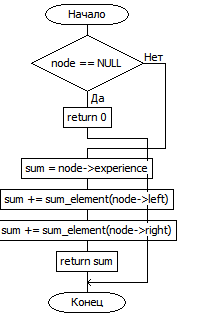 Начало
node == NULL
Нет
Да
return 0
sum = node->experience
sum += sum_element(node->left)
sum += sum_element(node->right)
return sum
Конец